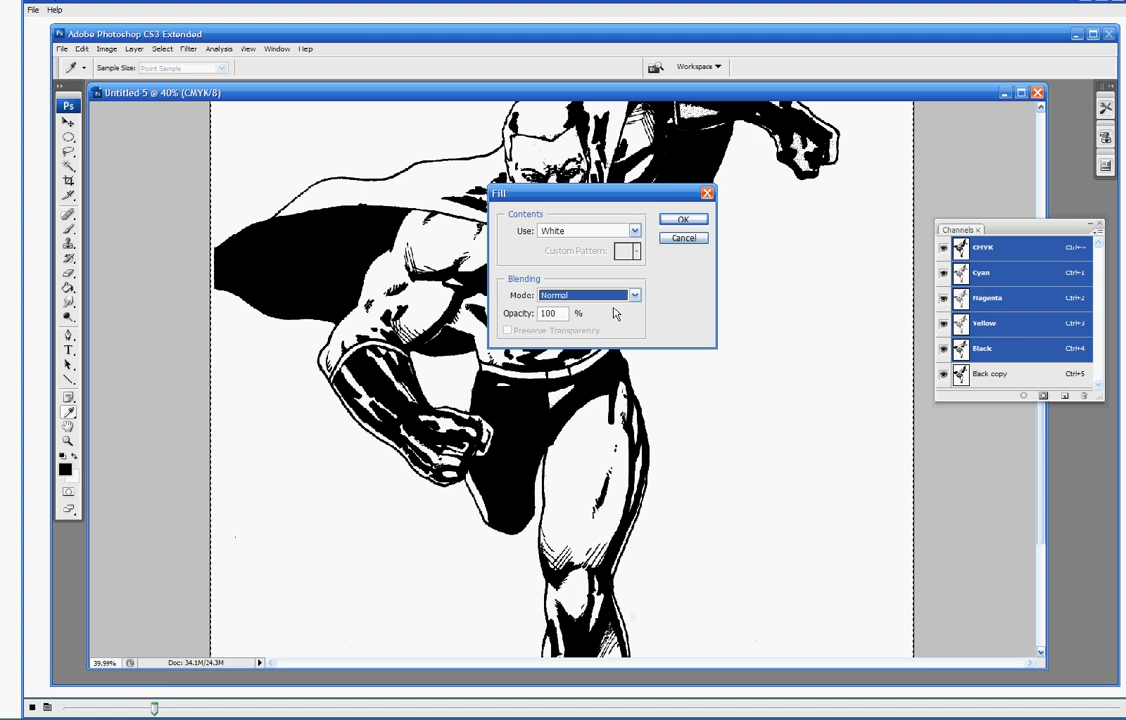 File Help
Adobe Photoshop CS3 Extended
File Edit Image Layer Select Filter Analysis View Window Help
Sample Size: Point Sample
Workspace
Untitled-5 @ 40% (CMYK/8)
Ps
Fill
Contents
Use: White
Custom Pattern:
OK
Cancel
Blending
Mode: Normal
Opacity: 100 %
Preserve Transparency
Channels x
CMYK Ctrl+~
Cyan Ctrl+1
Magenta Ctrl+2
Yellow Ctrl+3
Black Ctrl+4
Back copy Ctrl+5
T
39.99% Doc: 34.1M/24.3M